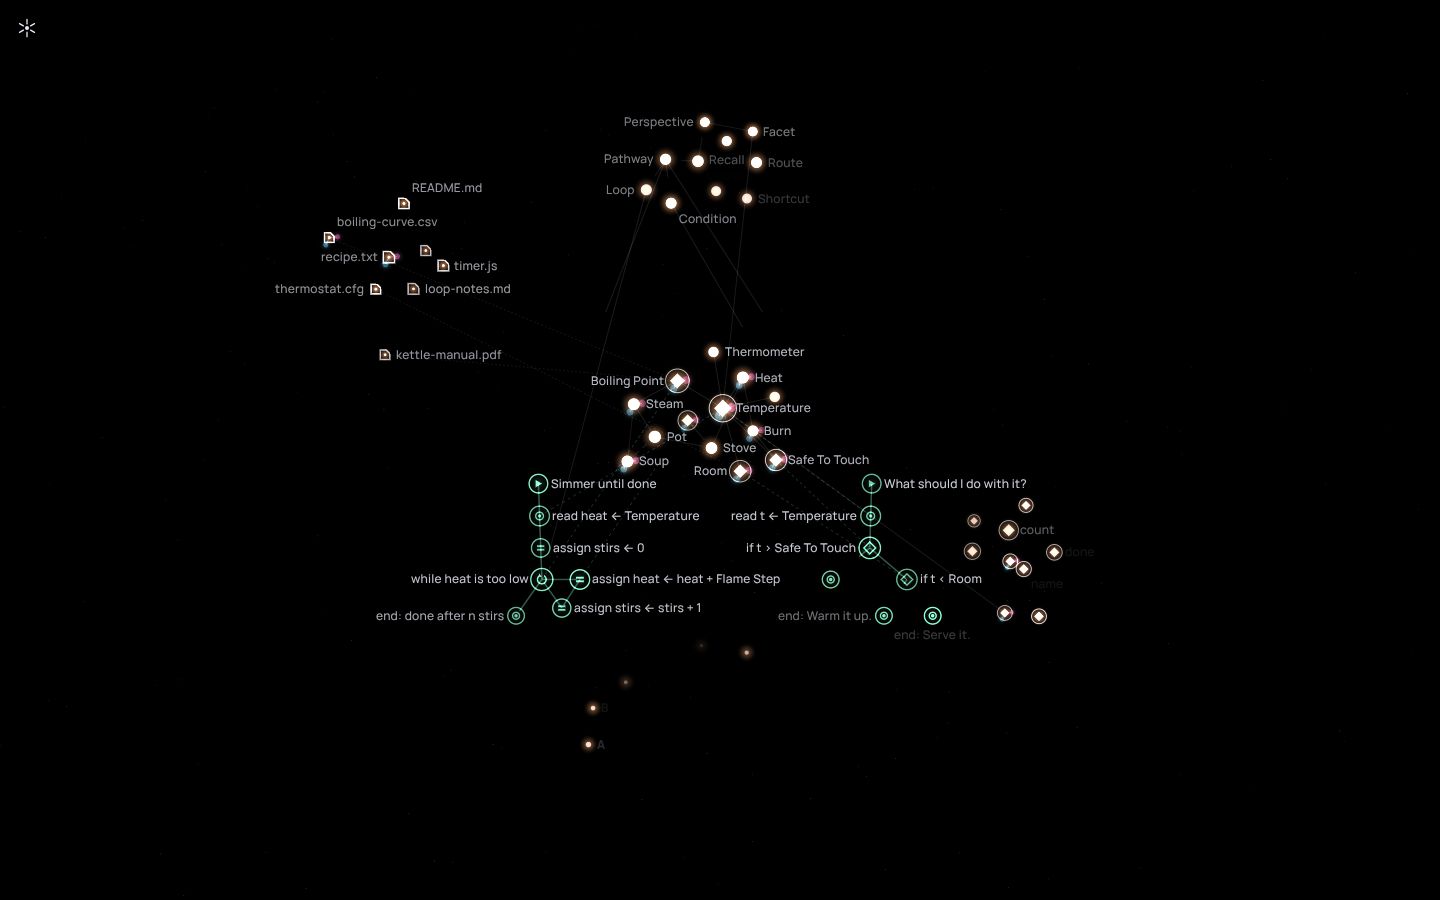 Perspective
Facet
Pathway
Recall
Route
Loop
Shortcut
Condition
README.md
boiling-curve.csv
recipe.txt
timer.js
thermostat.cfg
loop-notes.md
kettle-manual.pdf
Thermometer
Boiling Point
Heat
Steam
Temperature
Pot
Burn
Stove
Soup
Room
Safe To Touch
Simmer until done
What should I do with it?
read heat ← Temperature
read t ← Temperature
count
assign stirs ← 0
if t > Safe To Touch
done
while heat is too low
assign heat ← heat + Flame Step
if t < Room
name
assign stirs ← stirs + 1
end: done after n stirs
end: Warm it up.
end: Serve it.
B
A